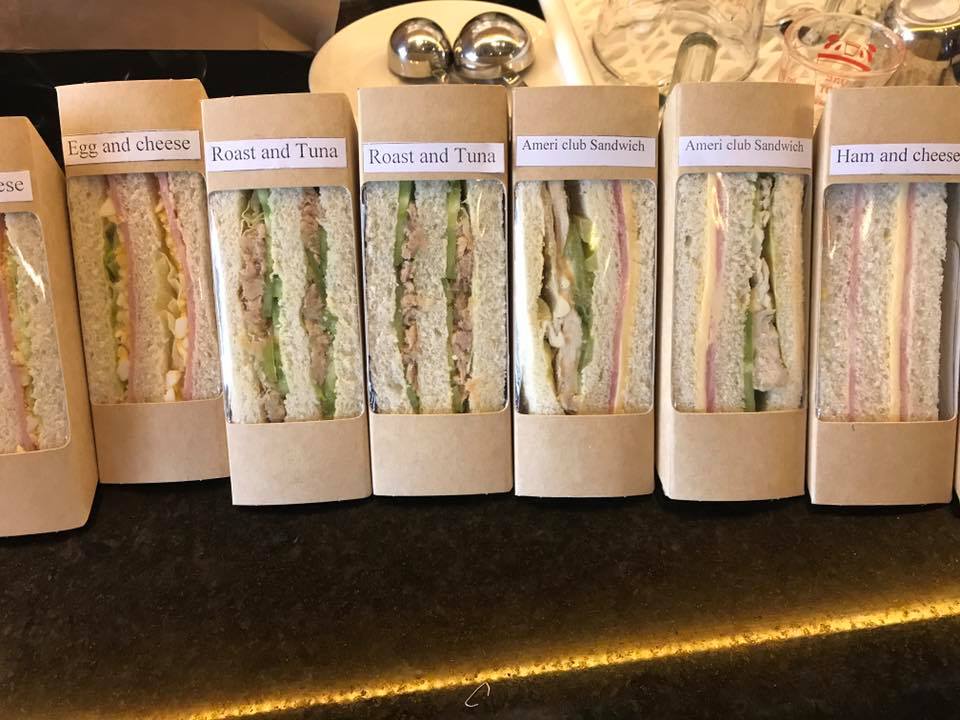 ese
Egg and cheese
Roast and Tuna
Roast and Tuna
Ameri club Sandwich
Ameri club Sandwich
Ham and cheese